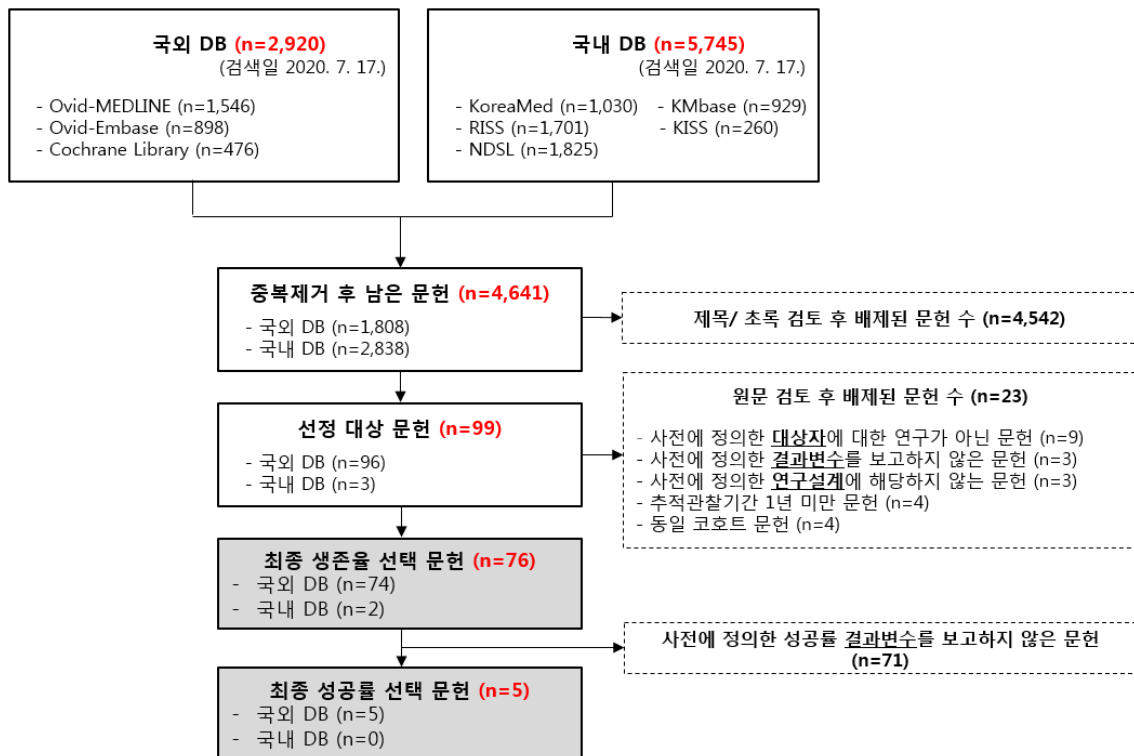 국외 DB (n=2,920)
(검색일 2020. 7. 17.)
- Ovid-MEDLINE (n=1,546)
- Ovid-Embase (n=898)
- Cochrane Library (n=476)
국내 DB (n=5,745)
(검색일 2020. 7. 17.)
- KoreaMed (n=1,030) - KMbase (n=929)
- RISS (n=1,701) - KISS (n=260)
- NDSL (n=1,825)
중복제거 후 남은 문헌 (n=4,641)
- 국외 DB (n=1,808)
- 국내 DB (n=2,838)
제목/ 초록 검토 후 배제된 문헌 수 (n=4,542)
선정 대상 문헌 (n=99)
- 국외 DB (n=96)
- 국내 DB (n=3)
원문 검토 후 배제된 문헌 수 (n=23)
- 사전에 정의한 대상자에 대한 연구가 아닌 문헌 (n=9)
- 사전에 정의한 결과변수를 보고하지 않은 문헌 (n=3)
- 사전에 정의한 연구설계에 해당하지 않는 문헌 (n=3)
- 추적관찰기간 1년 미만 문헌 (n=4)
- 동일 코호트 문헌 (n=4)
최종 생존율 선택 문헌 (n=76)
- 국외 DB (n=74)
- 국내 DB (n=2)
사전에 정의한 성공률 결과변수를 보고하지 않은 문헌
(n=71)
최종 성공률 선택 문헌 (n=5)
- 국외 DB (n=5)
- 국내 DB (n=0)